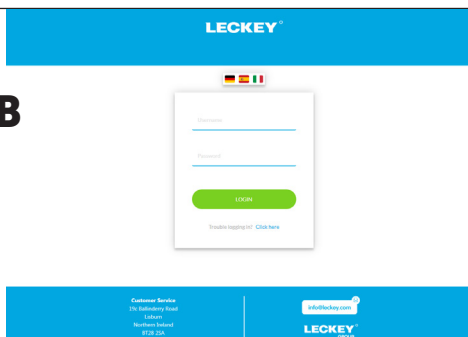 LECKEY
B
Username
Password
LOGIN
Trouble logging in? Click here
Customer Service
19c Ballinderry Road
Lisburn
Northern Ireland
BT28 2SA
info@leckey.com
LECKEY
GROUP